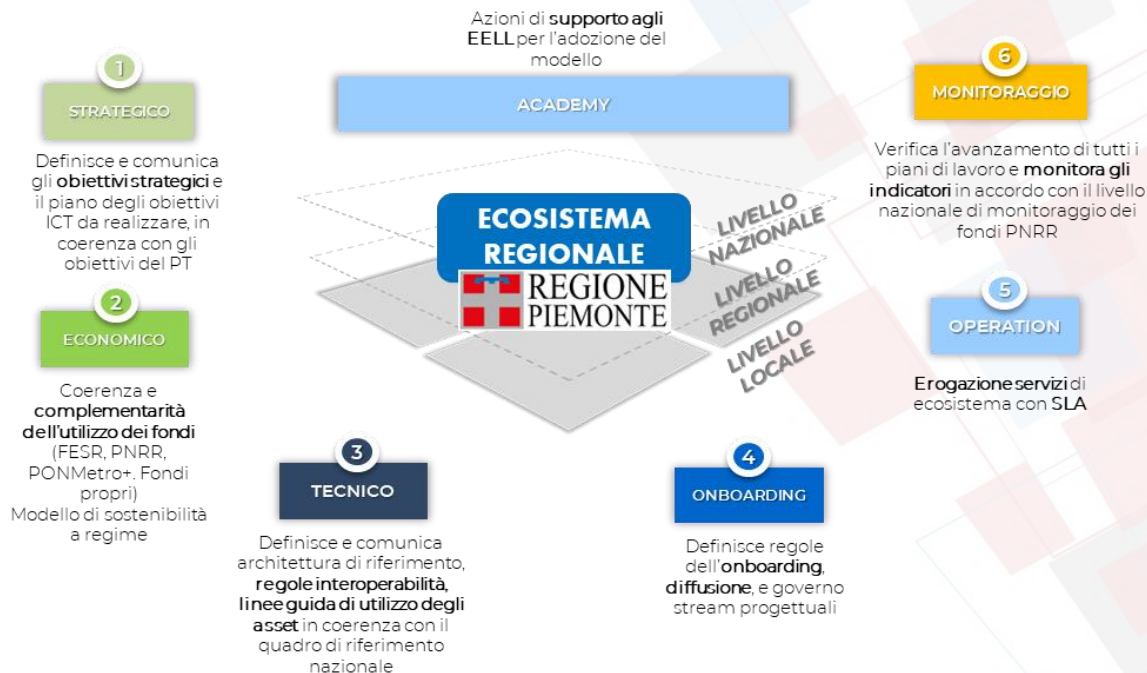 Azioni di supporto agli
EELL per l'adozione del
modello
ACADEMY
1
STRATEGICO
Definisce e comunica
gli obiettivi strategici e
il piano degli obiettivi
ICT da realizzare, in
coerenza con gli
obiettivi del PT
2
ECONOMICO
Coerenza e
complementarità
dell'utilizzo dei fondi
(FESR, PNRR,
PONMetro+. Fondi
propri)
Modello di sostenibilità
a regime
ECOSISTEMA
REGIONALE
REGIONE
PIEMONTE
LIVELLO
NAZIONALE
LIVELLO
REGIONALE
LIVELLO
LOCALE
3
TECNICO
Definisce e comunica
architettura di riferimento,
regole interoperabilità,
linee guida di utilizzo degli
asset in coerenza con il
quadro di riferimento
nazionale
4
ONBOARDING
Definisce regole
dell'onboarding,
diffusione, e governo
stream progettuali
5
OPERATION
Erogazione servizi di
ecosistema con SLA
6
MONITORAGGIO
Verifica l'avanzamento di tutti i
piani di lavoro e monitora gli
indicatori in accordo con il livello
nazionale di monitoraggio dei
fondi PNRR